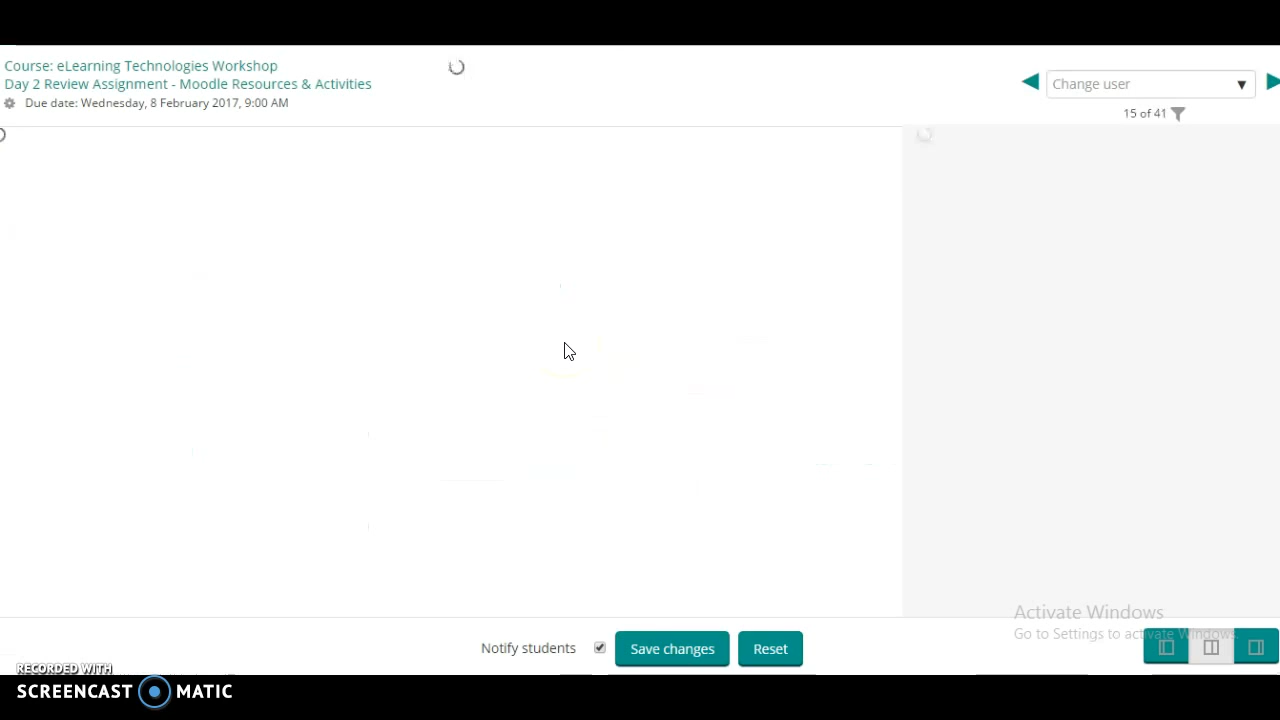 Course: eLearning Technologies Workshop
Day 2 Review Assignment - Moodle Resources & Activities
Due date: Wednesday, 8 February 2017, 9:00 AM
Change user
15 of 41
Activate Windows
Go to Settings to activate Windows.
Notify students
Save changes
Reset
RECORDED WITH
SCREENCAST MATIC